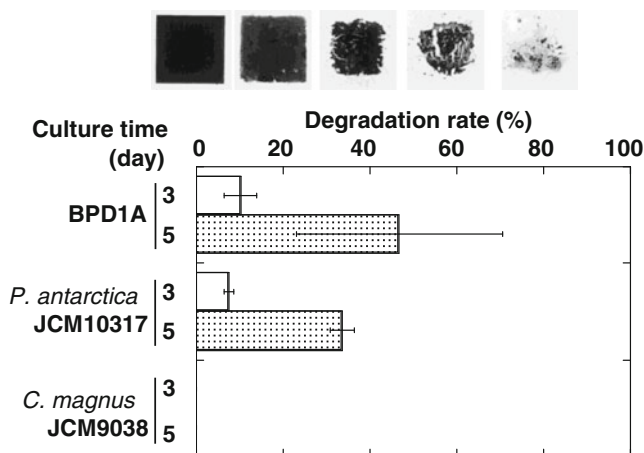 Culture time
(day)
Degradation rate (%)
0 20 40 60 80 100
BPD1A
3
5
P. antarctica
JCM10317
3
5
C. magnus
JCM9038
3
5